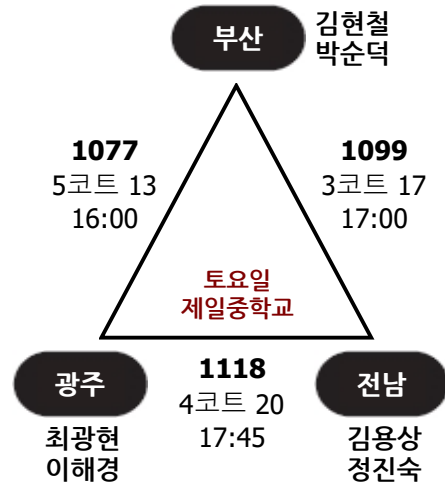 부산
김현철
박순덕
1077
5코트 13
16:00
1099
3코트 17
17:00
토요일
제일중학교
광주
최광현
이해경
1118
4코트 20
17:45
전남
김용상
정진숙